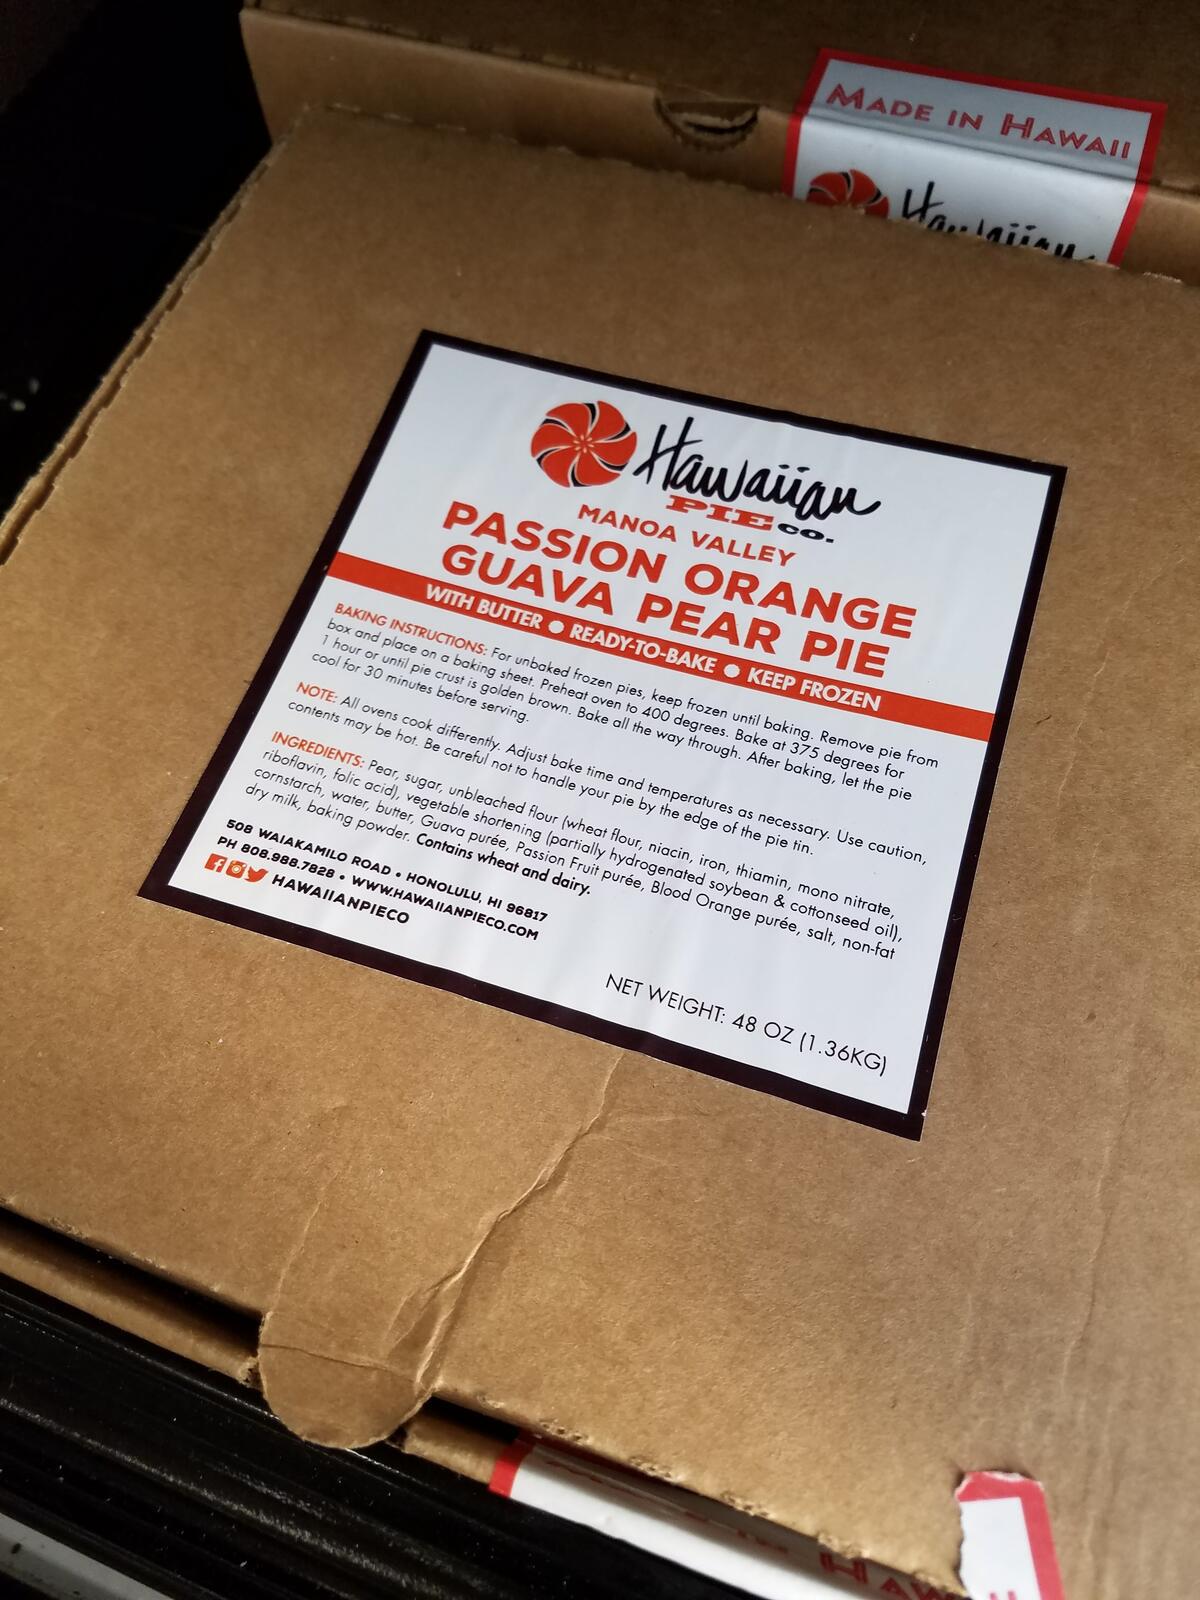 MADE IN HAWAII
Hawaiian
Hawaiian
PIE CO.
MANOA VALLEY
PASSION ORANGE
GUAVA PEAR PIE
WITH BUTTER ● READY-TO-BAKE ● KEEP FROZEN
BAKING INSTRUCTIONS: For unbaked frozen pies, keep frozen until baking. Remove pie from
box and place on a baking sheet. Preheat oven to 400 degrees. Bake at 375 degrees for
1 hour or until pie crust is golden brown. Bake all the way through. After baking, let the pie
cool for 30 minutes before serving.
NOTE: All ovens cook differently. Adjust bake time and temperatures as necessary. Use caution,
contents may be hot. Be careful not to handle your pie by the edge of the pie tin.
INGREDIENTS: Pear, sugar, unbleached flour (wheat flour, niacin, iron, thiamin, mono nitrate,
riboflavin, folic acid), vegetable shortening (partially hydrogenated soybean & cottonseed oil),
cornstarch, water, butter, Guava purée, Passion Fruit purée, Blood Orange purée, salt, non-fat
dry milk, baking powder. Contains wheat and dairy.
508 WAIAKAMILO ROAD • HONOLULU, HI 96817
PH 808.988.7828 • WWW.HAWAIIANPIECO.COM
HAWAIIANPIECO
NET WEIGHT: 48 OZ (1.36KG)